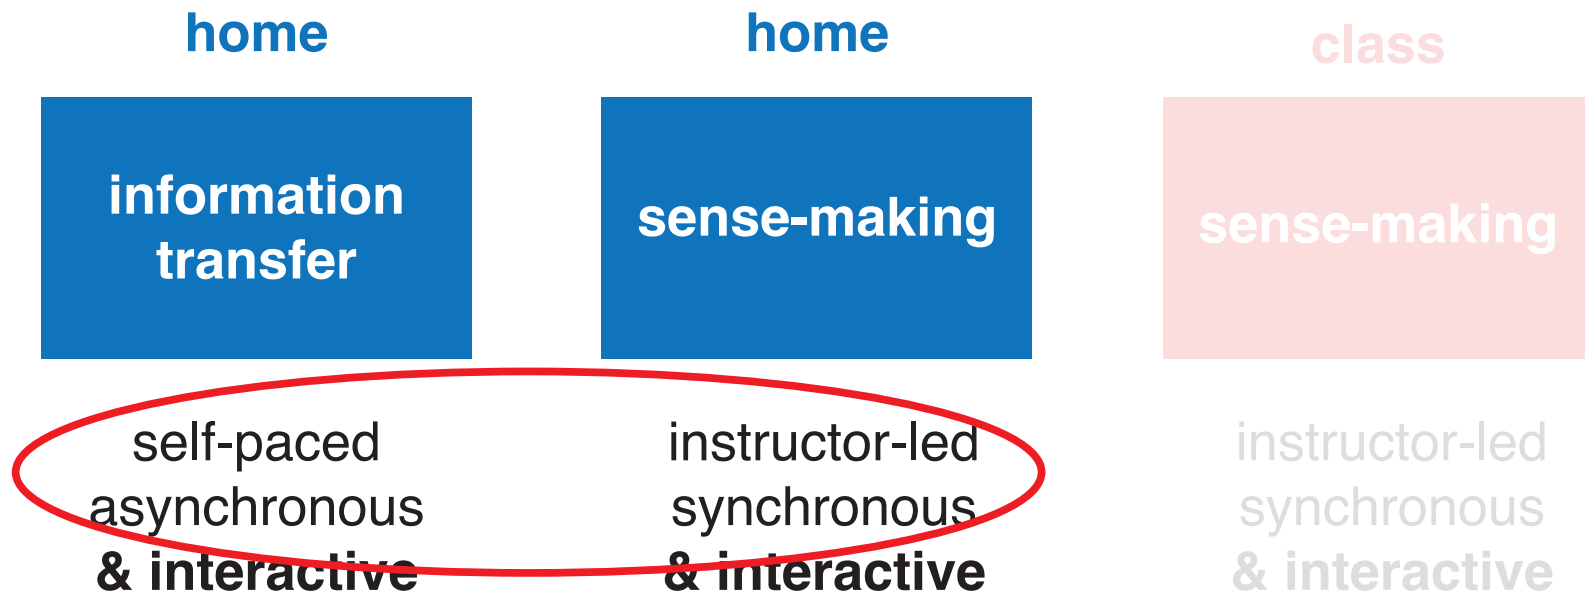 home
information
transfer
self-paced
asynchronous
& interactive
home
sense-making
instructor-led
synchronous
& interactive
class
sense-making
instructor-led
synchronous
& interactive